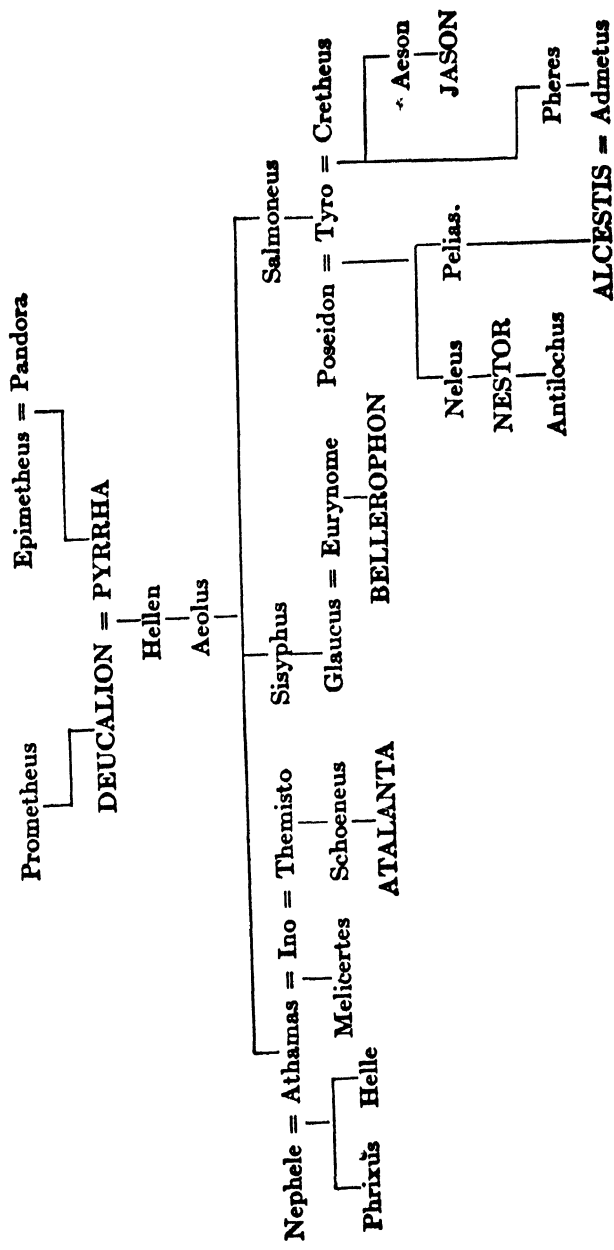 Prometheus
Epimetheus = Pandora
DEUCALION = PYRRHA
Hellen
Aeolus
Nephele = Athamas = Ino = Themisto
Sisyphus
Salmoneus
Phrixus Helle
Melicertes
Schoeneus
ATALANTA
Glaucus = Eurynome
BELLEROPHON
Poseidon = Tyro = Cretheus
Neleus
Pelias.
Aeson
JASON
NESTOR
Antilochus
Pheres
ALCESTIS = Admetus